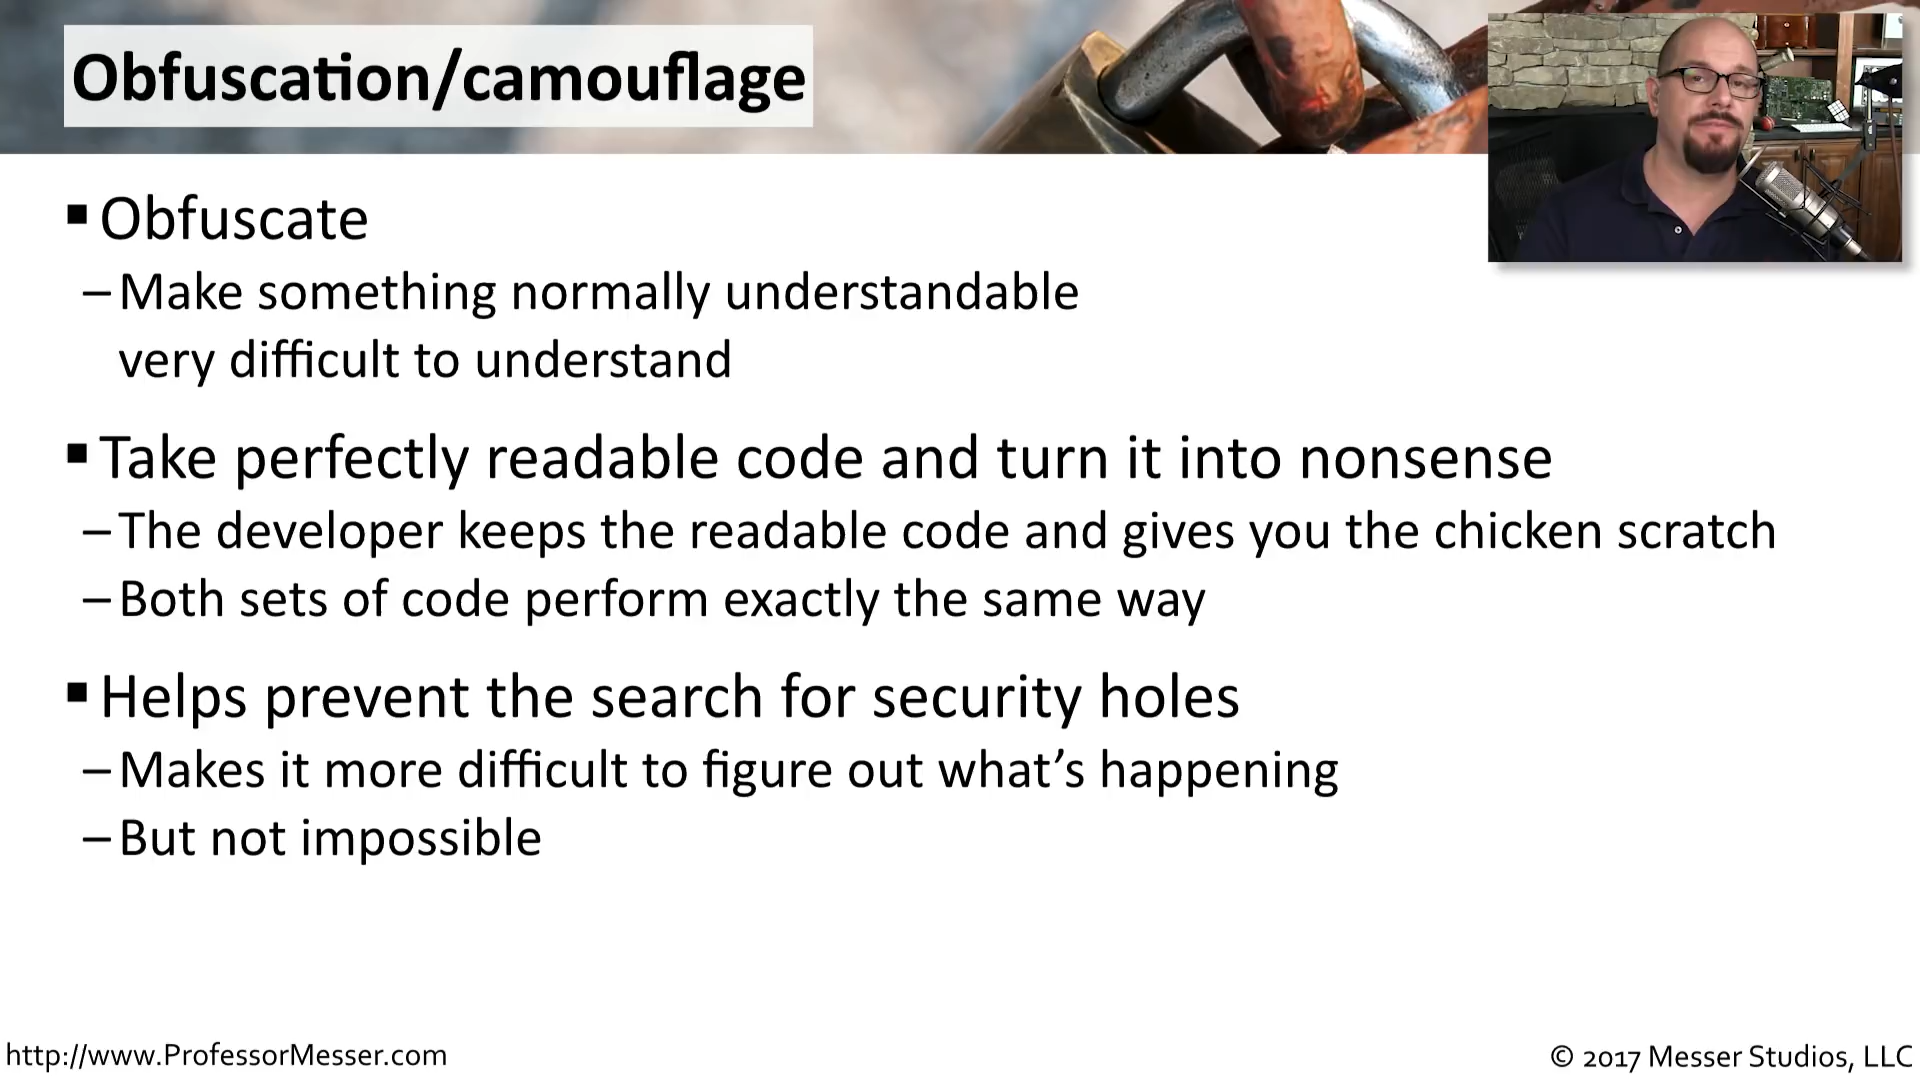 Obfuscation/camouflage
▪ Obfuscate
– Make something normally understandable
very difficult to understand
▪ Take perfectly readable code and turn it into nonsense
– The developer keeps the readable code and gives you the chicken scratch
– Both sets of code perform exactly the same way
▪ Helps prevent the search for security holes
– Makes it more difficult to figure out what’s happening
– But not impossible
http://www.ProfessorMesser.com
© 2017 Messer Studios, LLC